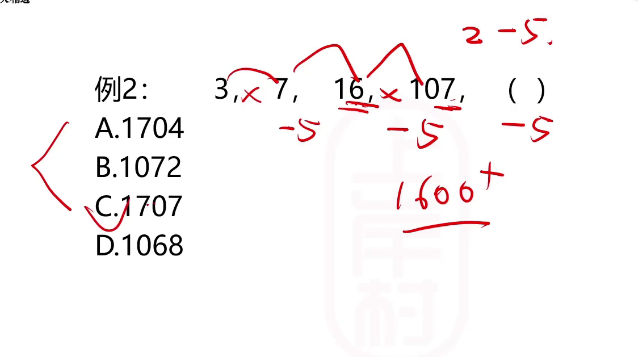 2 -5.
例2： 3, × 7, 16, × 107, ( )
-5 -5 -5
A.1704
B.1072
1600+
C.1707
D.1068